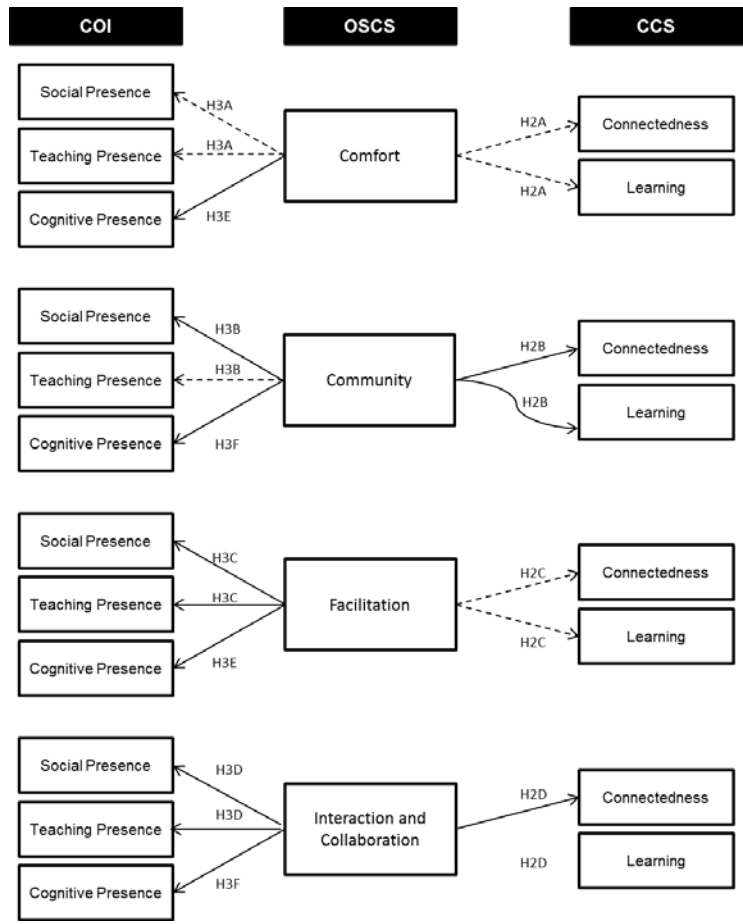 COI
OSCS
CCS
Social Presence
H3A
Teaching Presence
H3A
Cognitive Presence
H3E
Comfort
H2A
Connectedness
H2A
Learning
Social Presence
H3B
Teaching Presence
H3B
Cognitive Presence
H3F
Community
H2B
Connectedness
H2B
Learning
Social Presence
H3C
Teaching Presence
H3C
Cognitive Presence
H3E
Facilitation
H2C
Connectedness
H2C
Learning
Social Presence
H3D
Teaching Presence
H3D
Cognitive Presence
H3F
Interaction and
Collaboration
H2D
Connectedness
H2D
Learning